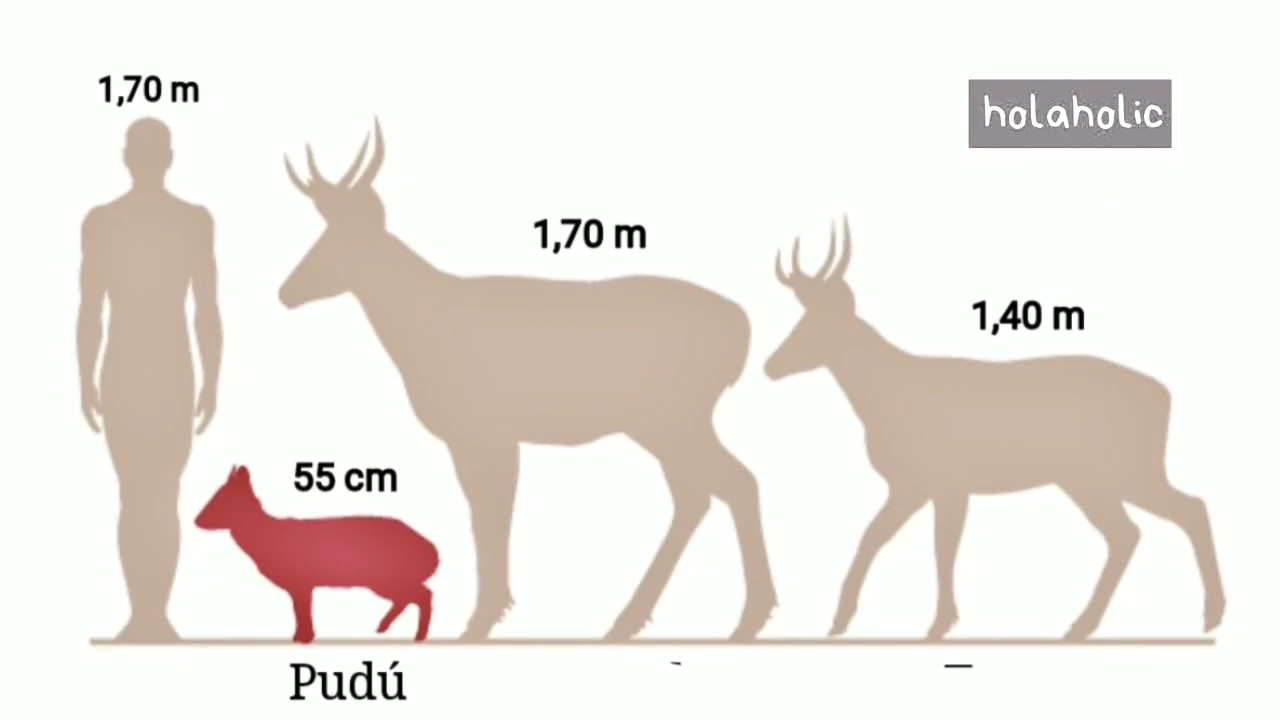 1,70 m
holaholic
1,70 m
1,40 m
55 cm
Pudú